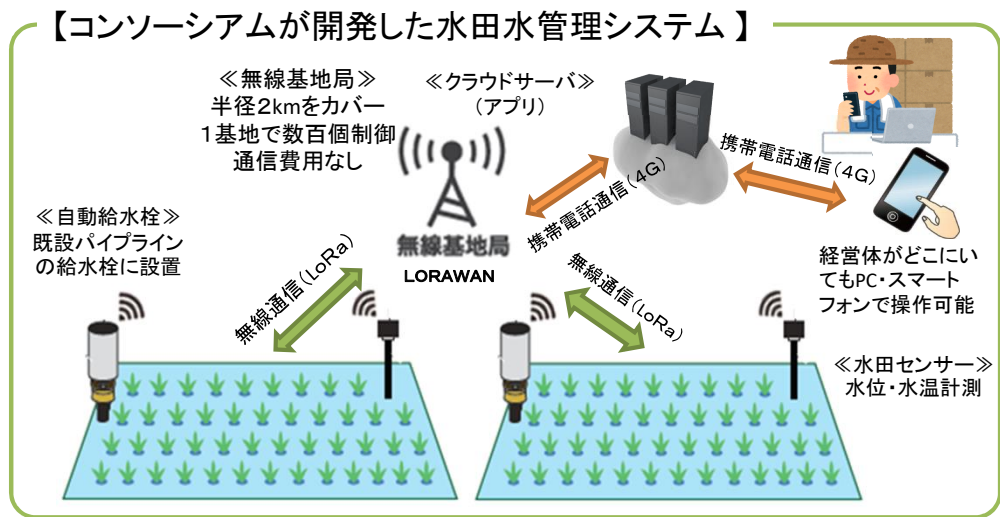 【コンソーシアムが開発した水田水管理システム 】
≪無線基地局≫
半径2kmをカバー
1基地で数百個制御
通信費用なし
≪クラウドサーバ≫
(アプリ)
携帯電話通信(4G)
携帯電話通信(4G)
無線基地局
LORAWAN
≪自動給水栓≫
既設パイプライン
の給水栓に設置
無線通信(LoRa)
無線通信(LoRa)
経営体がどこにい
てもPC・スマート
フォンで操作可能
≪水田センサー≫
水位・水温計測